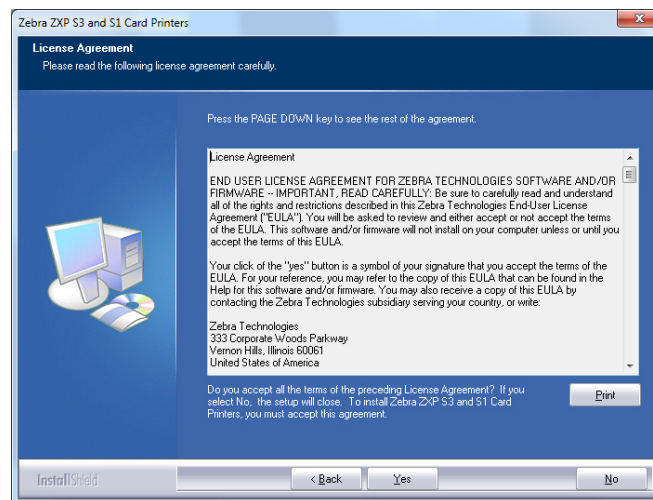 Zebra ZXP S3 and S1 Card Printers
License Agreement
Please read the following license agreement carefully.
Press the PAGE DOWN key to see the rest of the agreement.
License Agreement
END USER LICENSE AGREEMENT FOR ZEBRA TECHNOLOGIES SOFTWARE AND/OR
FIRMWARE -- IMPORTANT, READ CAREFULLY: Be sure to carefully read and understand
all of the rights and restrictions described in this Zebra Technologies End-User License
Agreement ("EULA"). You will be asked to review and either accept or not accept the terms
of the EULA. This software and/or firmware will not install on your computer unless or until you
accept the terms of this EULA.
Your click of the "yes" button is a symbol of your signature that you accept the terms of the
EULA. For your reference, you may refer to the copy of this EULA that can be found in the
Help for this software and/or firmware. You may also receive a copy of this EULA by
contacting the Zebra Technologies subsidiary serving your country, or write:
Zebra Technologies
333 Corporate Woods Parkway
Vernon Hills, Illinois 60061
United States of America
Do you accept all the terms of the preceding License Agreement? If you
select No, the setup will close. To install Zebra ZXP S3 and S1 Card
Printers, you must accept this agreement.
Print
InstallShield
< Back
Yes
No